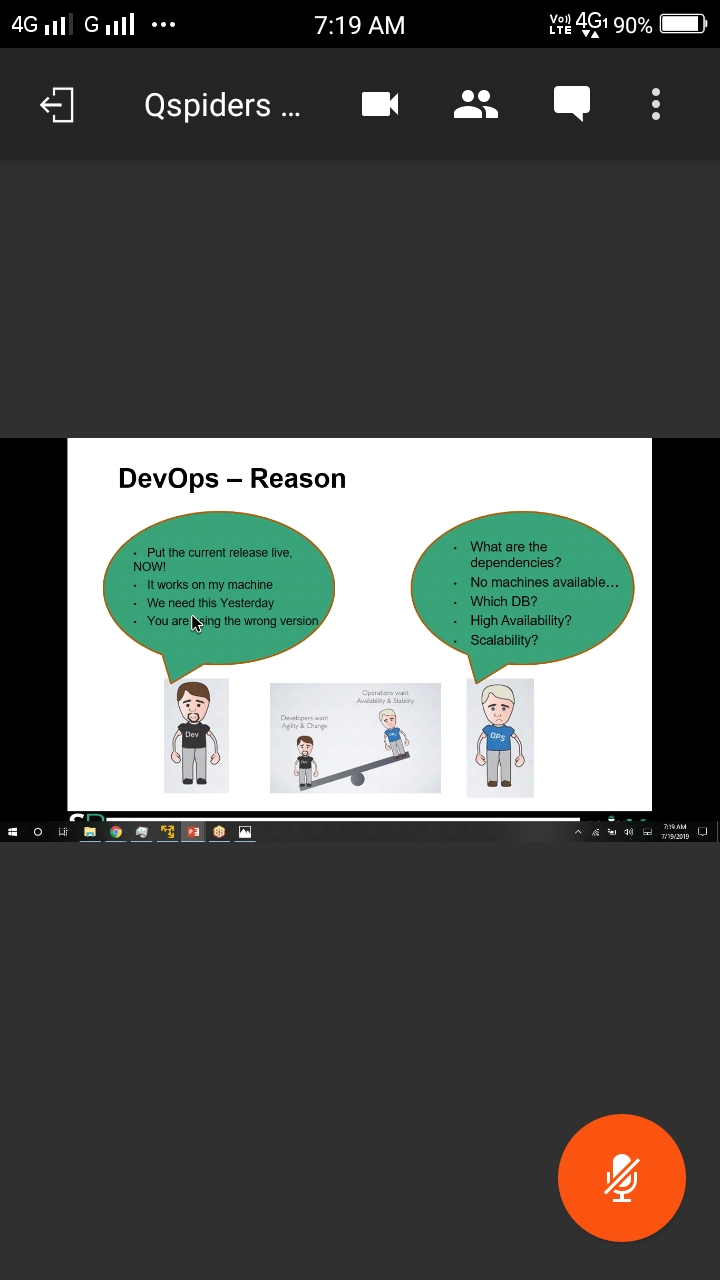 4G G ... 7:19 AM Vo)) LTE 4G1 90%
Qspiders ...
DevOps – Reason
· Put the current release live,
NOW!
· It works on my machine
· We need this Yesterday
· You are using the wrong version
· What are the
dependencies?
· No machines available...
· Which DB?
· High Availability?
· Scalability?
Operations want
Availability & Stability
Developers want
Agility & Change
Dev
OPS
Dev
OPS
7:19 AM
7/19/2019